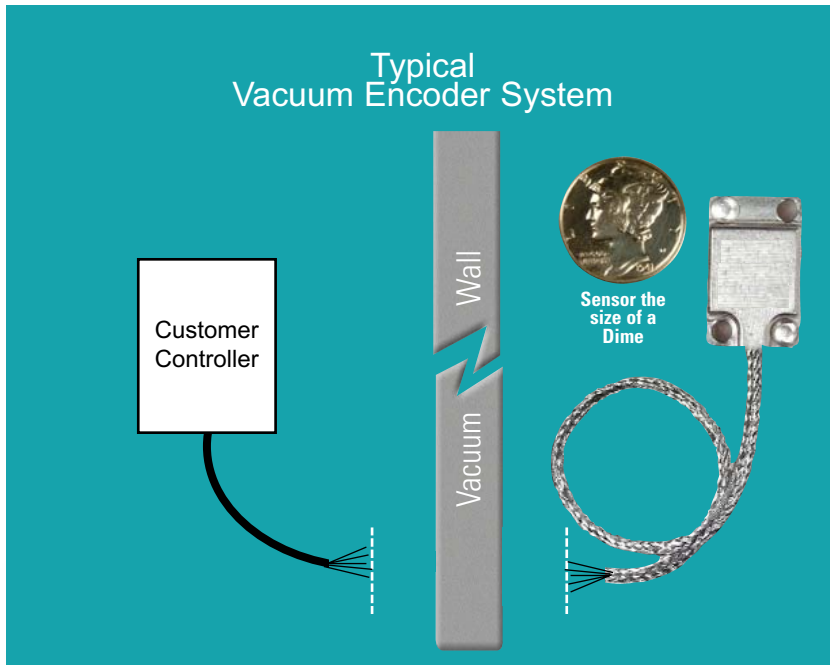 Typical
Vacuum Encoder System
Customer
Controller
Wall
Vacuum
Sensor the
size of a
Dime